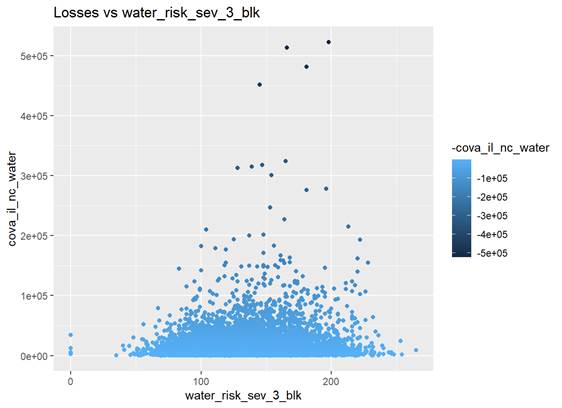 Losses vs water_risk_sev_3_blk
5e+05
4e+05
3e+05
2e+05
1e+05
0e+00
cova_il_nc_water
0
100
200
water_risk_sev_3_blk
-cova_il_nc_water
-1e+05
-2e+05
-3e+05
-4e+05
-5e+05